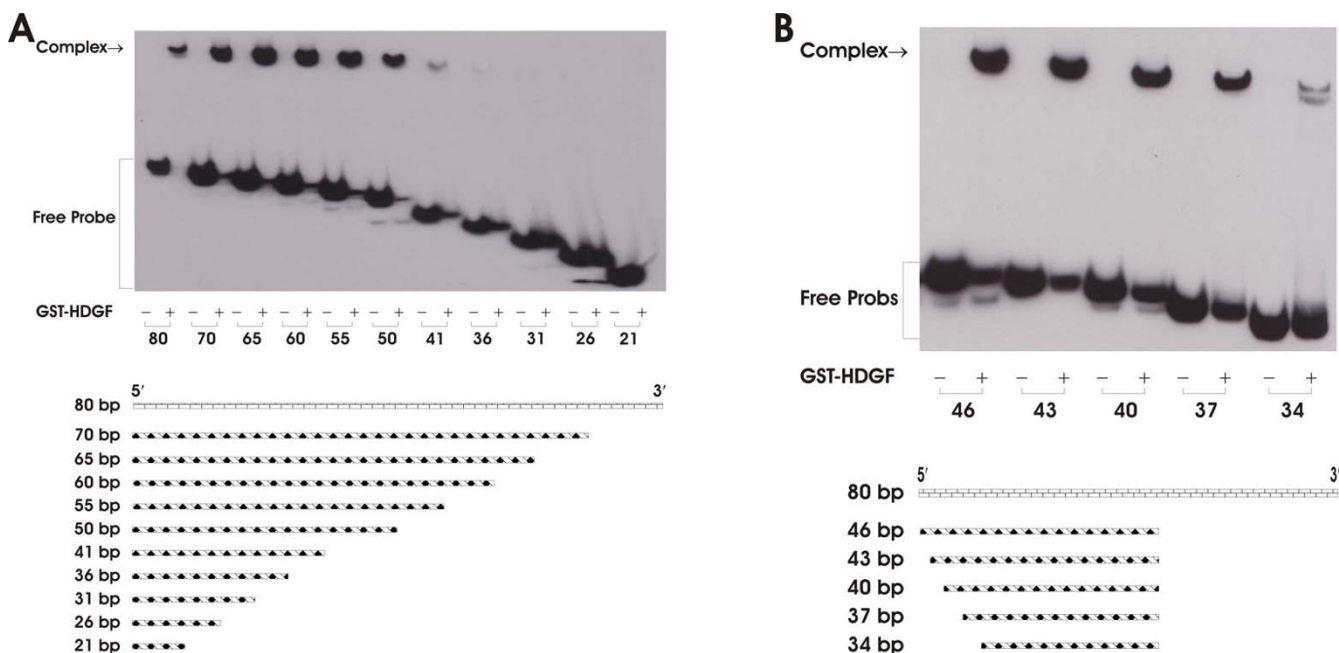 A
Complex→
Free Probe
GST-HDGF
− + − + − + − + − + − + − + − + − + − + − +
80 70 65 60 55 50 41 36 31 26 21
5′ 3′
80 bp
70 bp
65 bp
60 bp
55 bp
50 bp
41 bp
36 bp
31 bp
26 bp
21 bp
B
Complex→
Free Probs
GST-HDGF
− + − + − + − + − +
46 43 40 37 34
5′ 3′
80 bp
46 bp
43 bp
40 bp
37 bp
34 bp